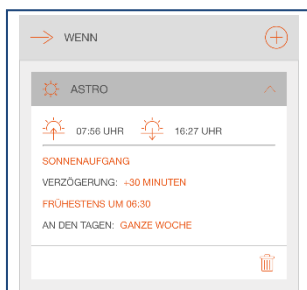 WENN
ASTRO
07:56 UHR 16:27 UHR
SONNENAUFGANG
VERZÖGERUNG: +30 MINUTEN
FRÜHESTENS UM 06:30
AN DEN TAGEN: GANZE WOCHE